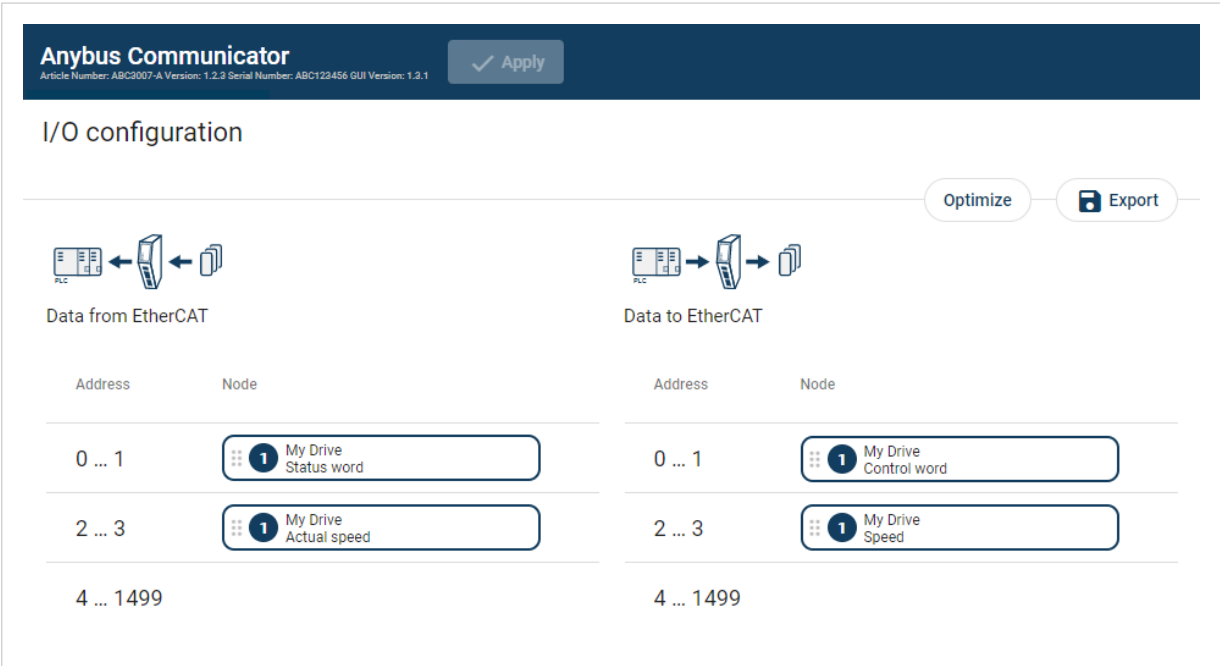 Anybus Communicator
Article Number: ABC3007-A Version: 1.2.3 Serial Number: ABC123456 GUI Version: 1.3.1
Apply
I/O configuration
Optimize
Export
PLC
Data from EtherCAT
Address Node
0 ... 1
1
My Drive
Status word
2 ... 3
1
My Drive
Actual speed
4 ... 1499
PLC
Data to EtherCAT
Address Node
0 ... 1
1
My Drive
Control word
2 ... 3
1
My Drive
Speed
4 ... 1499